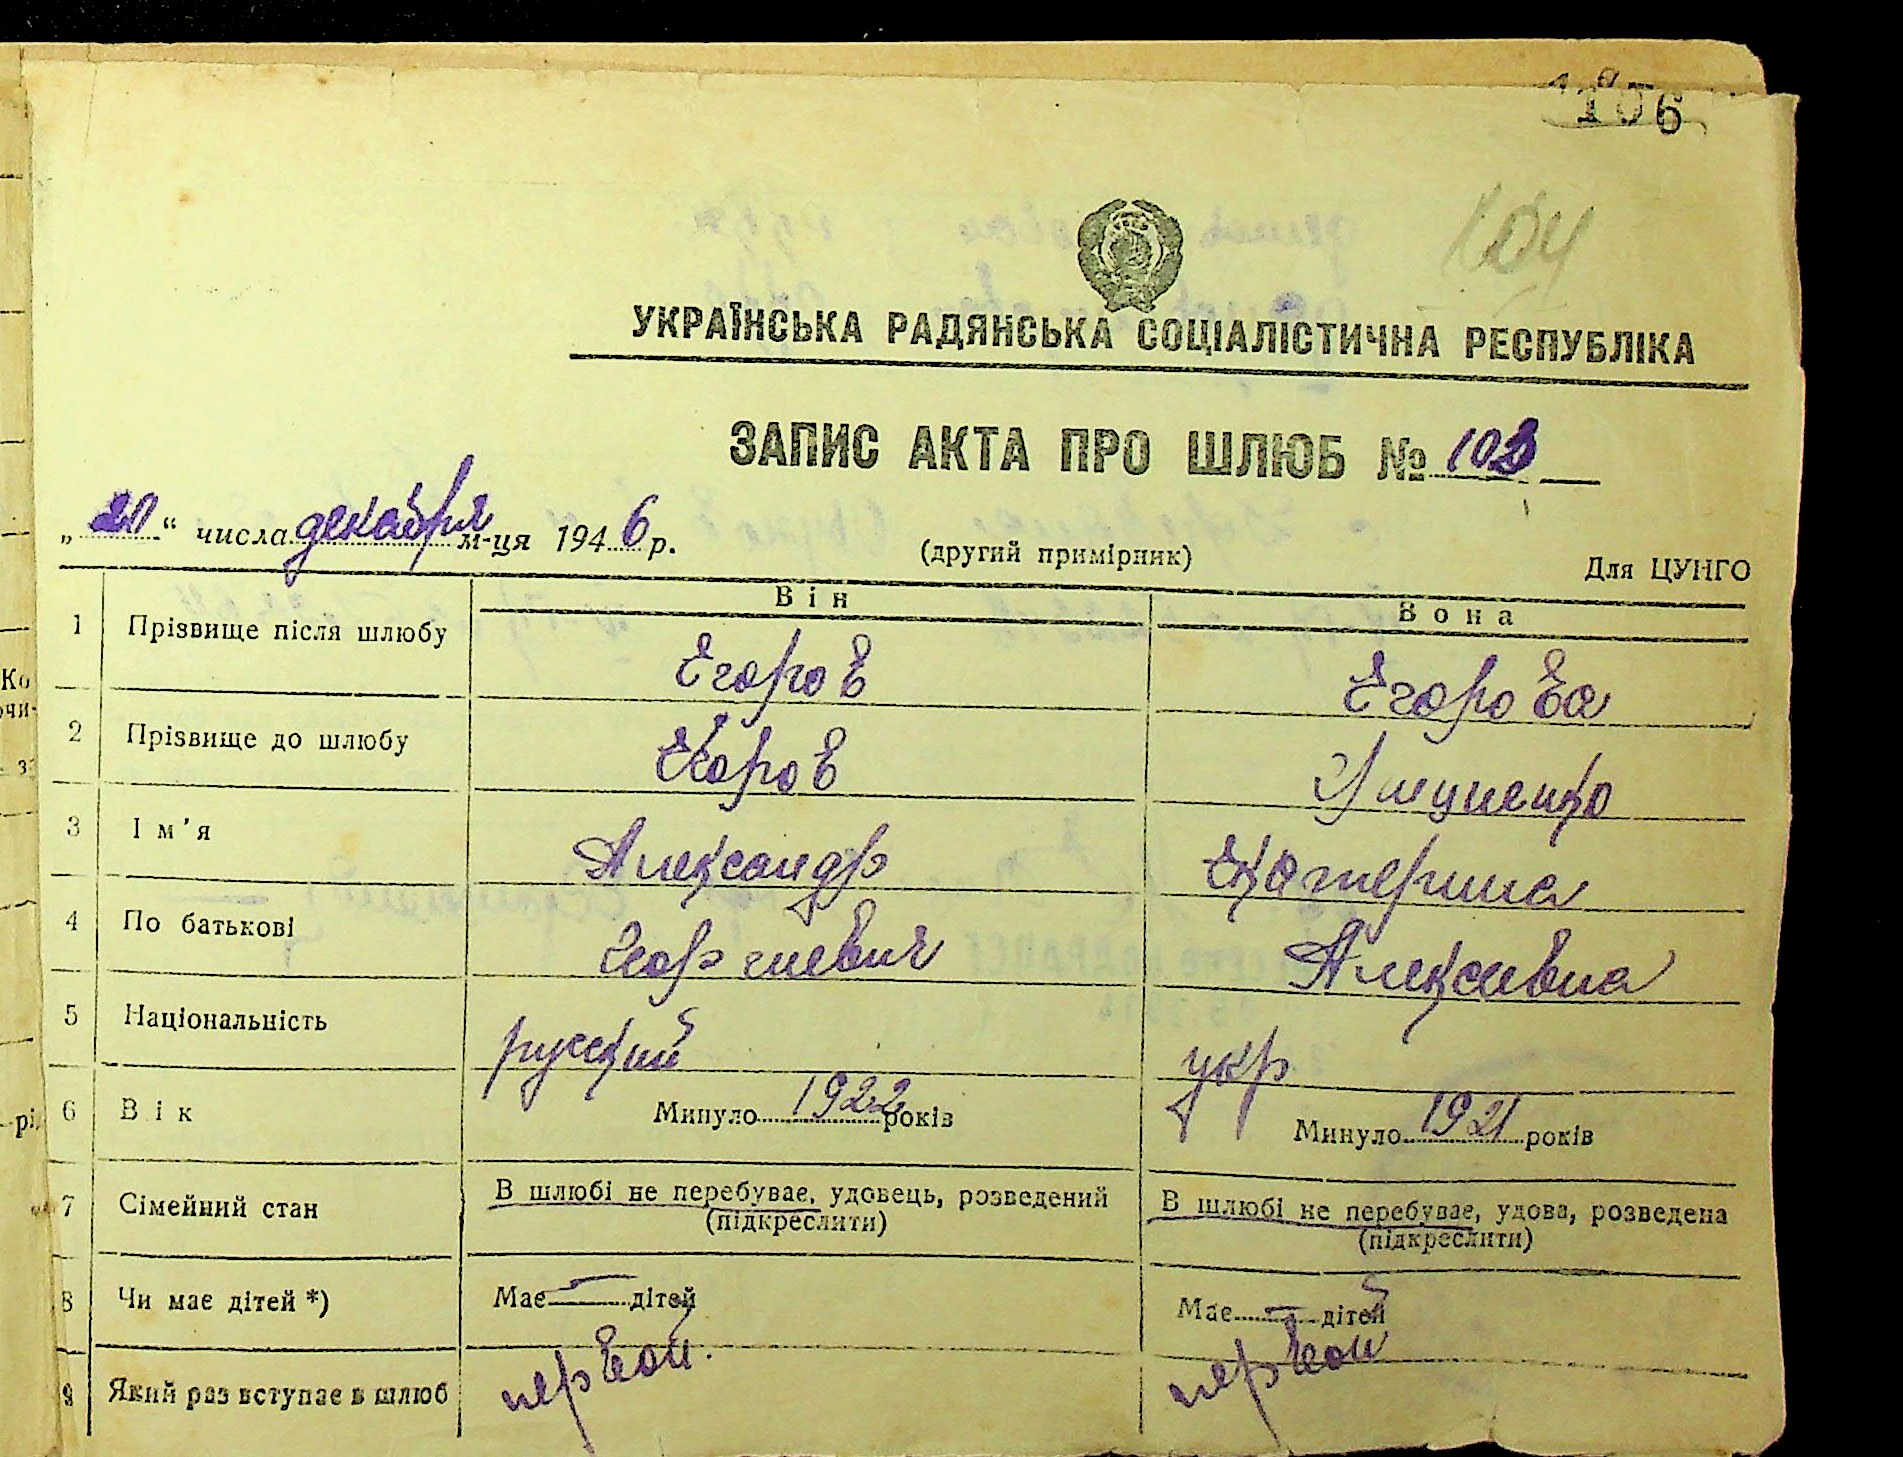 106
104
УКРАЇНСЬКА РАДЯНСЬКА СОЦІАЛІСТИЧНА РЕСПУБЛІКА
ЗАПИС АКТА ПРО ШЛЮБ № 103
„20“ числа декабря м-ця 1946 р.
(другий примірник)
Для ЦУНГО
Він
Вона
1 Прізвище після шлюбу Егоров Егорова
2 Прізвище до шлюбу Егоров
3 Ім'я Александр Екатерина
4 По батькові Георгиевич Алексеевна
5 Національність русский укр
6 Вік Минуло 1922 років Минуло 1921 років
7 Сімейний стан В шлюбі не перебуває, удовець, розведений В шлюбі не перебуває, удова, розведена
(підкреслити) (підкреслити)
8 Чи має дітей *) Має — дітей Має — дітей
9 Який раз вступає в шлюб первой. первой